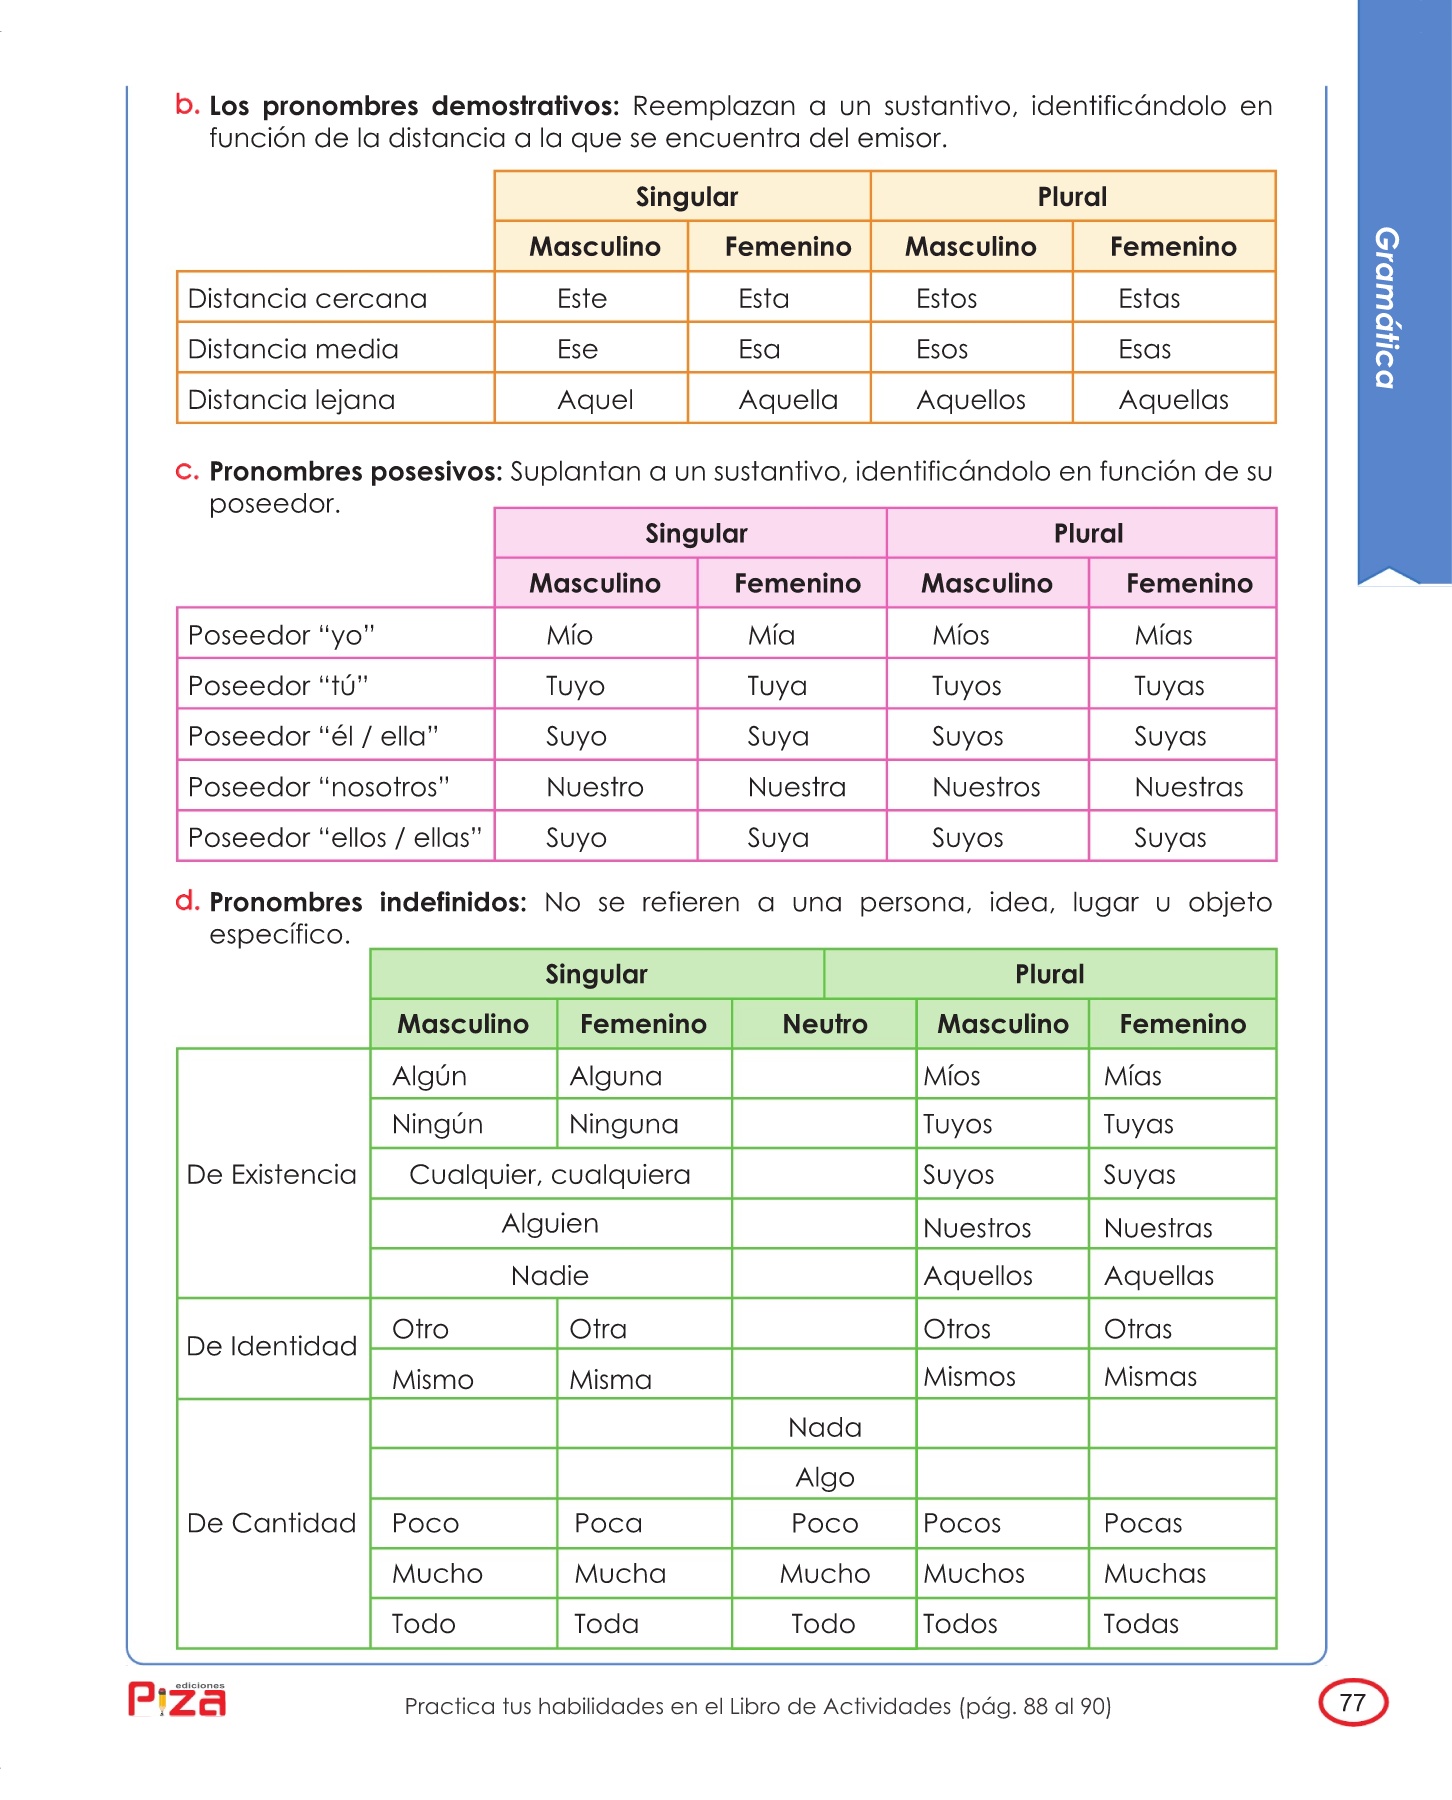 b. Los pronombres demostrativos: Reemplazan a un sustantivo, identificándolo en
función de la distancia a la que se encuentra del emisor.
Singular Plural
Masculino Femenino Masculino Femenino
Distancia cercana Este Esta Estos Estas
Distancia media Ese Esa Esos Esas
Distancia lejana Aquel Aquella Aquellos Aquellas
Gramática
c. Pronombres posesivos: Suplantan a un sustantivo, identificándolo en función de su
poseedor.
Singular Plural
Masculino Femenino Masculino Femenino
Poseedor “yo” Mío Mía Míos Mías
Poseedor “tú” Tuyo Tuya Tuyos Tuyas
Poseedor “él / ella” Suyo Suya Suyos Suyas
Poseedor “nosotros” Nuestro Nuestra Nuestros Nuestras
Poseedor “ellos / ellas” Suyo Suya Suyos Suyas
d. Pronombres indefinidos: No se refieren a una persona, idea, lugar u objeto
específico.
Singular Plural
Masculino Femenino Neutro Masculino Femenino
Algún Alguna Míos Mías
Ningún Ninguna Tuyos Tuyas
De Existencia Cualquier, cualquiera Suyos Suyas
Alguien Nuestros Nuestras
Nadie Aquellos Aquellas
De Identidad Otro Otra Otros Otras
Mismo Misma Mismos Mismas
Nada
Algo
De Cantidad Poco Poca Poco Pocos Pocas
Mucho Mucha Mucho Muchos Muchas
Todo Toda Todo Todos Todas
ediciones
Piza
Practica tus habilidades en el Libro de Actividades (pág. 88 al 90)
77